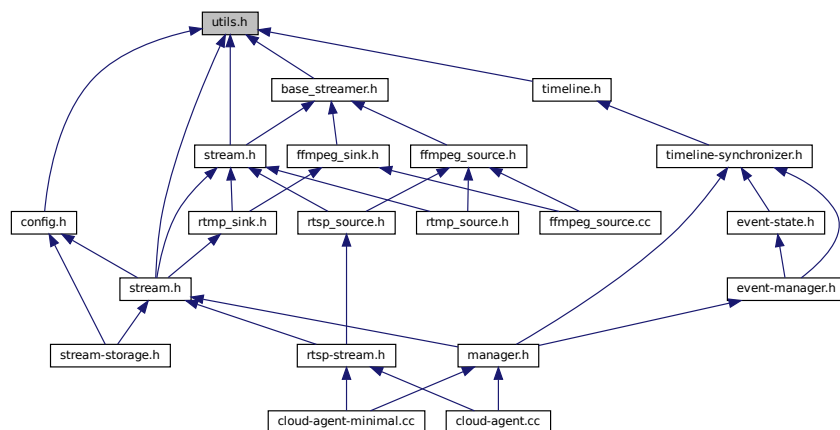 utils.h
base_streamer.h
timeline.h
stream.h
ffmpeg_sink.h
ffmpeg_source.h
timeline-synchronizer.h
config.h
rtmp_sink.h
rtsp_source.h
rtmp_source.h
ffmpeg_source.cc
event-state.h
stream.h
event-manager.h
stream-storage.h
rtsp-stream.h
manager.h
cloud-agent-minimal.cc
cloud-agent.cc